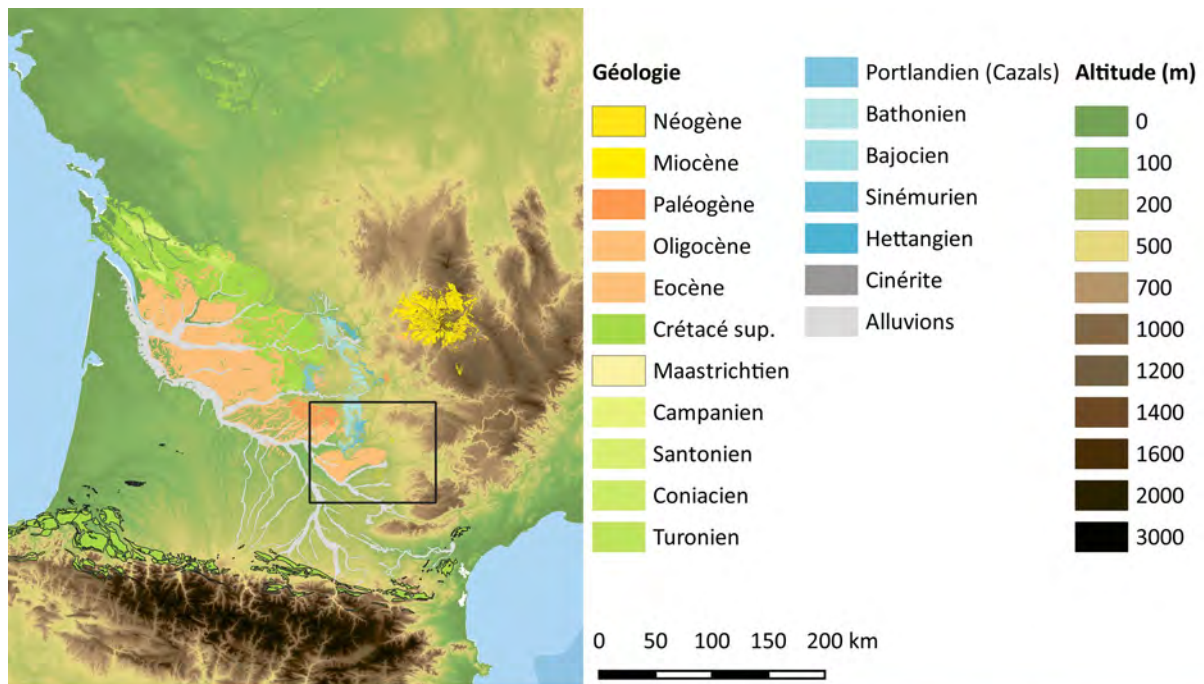 Géologie
Néogène
Miocène
Paléogène
Oligocène
Eocène
Crétacé sup.
Maastrichtien
Campanien
Santonien
Coniacien
Turonien
Portlandien (Cazals)
Bathonien
Bajocien
Sinémurien
Hettangien
Cinérite
Alluvions
Altitude (m)
0
100
200
500
700
1000
1200
1400
1600
2000
3000
0 50 100 150 200 km